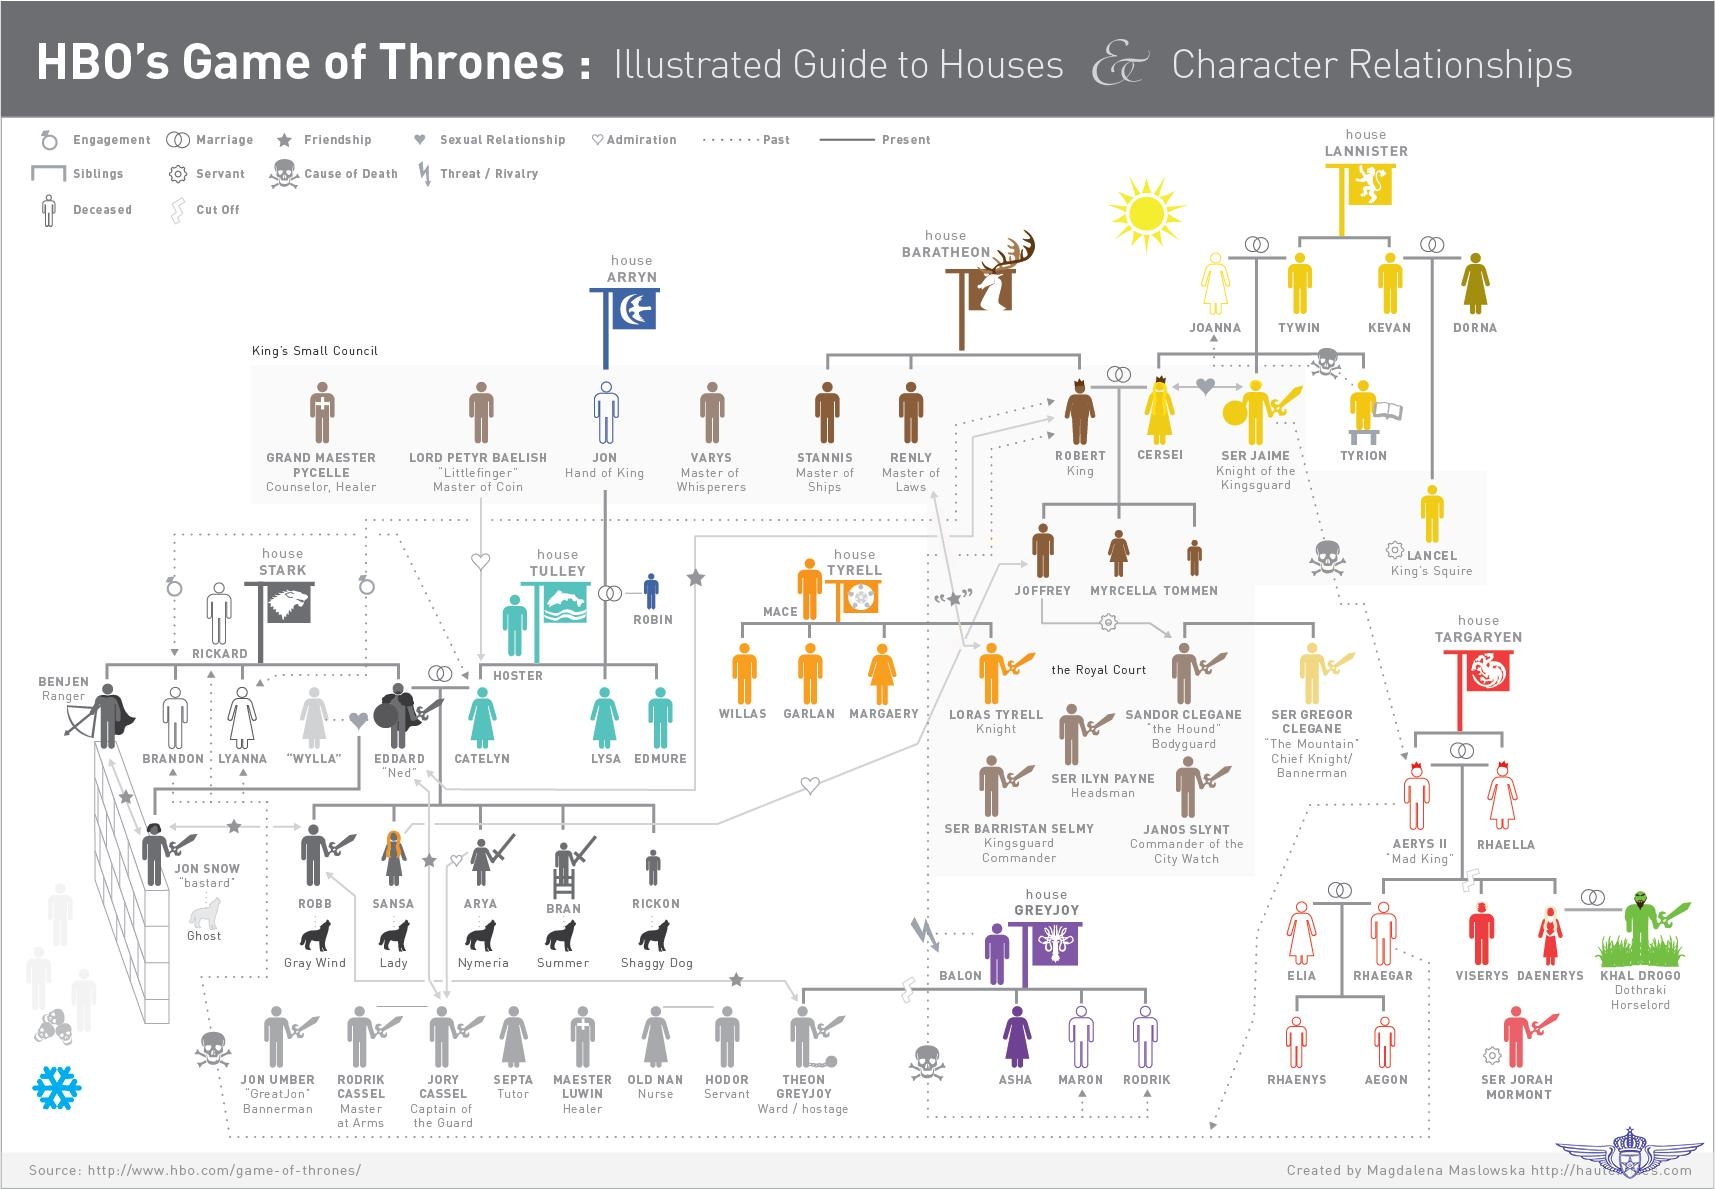 HBO's Game of Thrones : Illustrated Guide to Houses & Character Relationships
Engagement
Marriage
Friendship
Sexual Relationship
Admiration
Past
Present
Siblings
Servant
Cause of Death
Threat / Rivalry
Deceased
Cut Off
house
LANNISTER
house
BARATHEON
house
ARRYN
JOANNA
TYWIN
KEVAN
DORNA
King's Small Council
GRAND MAESTER
PYCELLE
Counselor, Healer
LORD PETYR BAELISH
"Littlefinger"
Master of Coin
JON
Hand of King
VARYS
Master of
Whisperers
STANNIS
Master of
Ships
RENLY
Master of
Laws
ROBERT
King
CERSEI
SER JAIME
Knight of the
Kingsguard
TYRION
LANCEL
King's Squire
house
STARK
house
TULLEY
house
TYRELL
JOFFREY
MYRCELLA
TOMMEN
MACE
ROBIN
RICKARD
HOSTER
" "
house
TARGARYEN
the Royal Court
BENJEN
Ranger
BRANDON
LYANNA
"WYLLA"
EDDARD
"Ned"
CATELYN
LYSA
EDMURE
WILLAS
GARLAN
MARGAERY
LORAS TYRELL
Knight
SANDOR CLEGANE
"the Hound"
Bodyguard
SER GREGOR
CLEGANE
"The Mountain"
Chief Knight/
Bannerman
SER ILYN PAYNE
Headsman
SER BARRISTAN SELMY
Kingsguard
Commander
JANOS SLYNT
Commander of the
City Watch
AERYS II
"Mad King"
RHAELLA
JON SNOW
"bastard"
Ghost
ROBB
SANSA
ARYA
BRAN
RICKON
Gray Wind
Lady
Nymeria
Summer
Shaggy Dog
house
GREYJOY
BALON
ELIA
RHAEGAR
VISERYS
DAENERYS
KHAL DROGO
Dothraki
Horselord
JON UMBER
"GreatJon"
Bannerman
RODRIK
CASSEL
Master
at Arms
JORY
CASSEL
Captain of
the Guard
SEPTA
Tutor
MAESTER
LUWIN
Healer
OLD NAN
Nurse
HODOR
Servant
THEON
GREYJOY
Ward / hostage
ASHA
MARON
RODRIK
RHAENYS
AEGON
SER JORAH
MORMONT
Source: http://www.hbo.com/game-of-thrones/
Created by Magdalena Maslowska